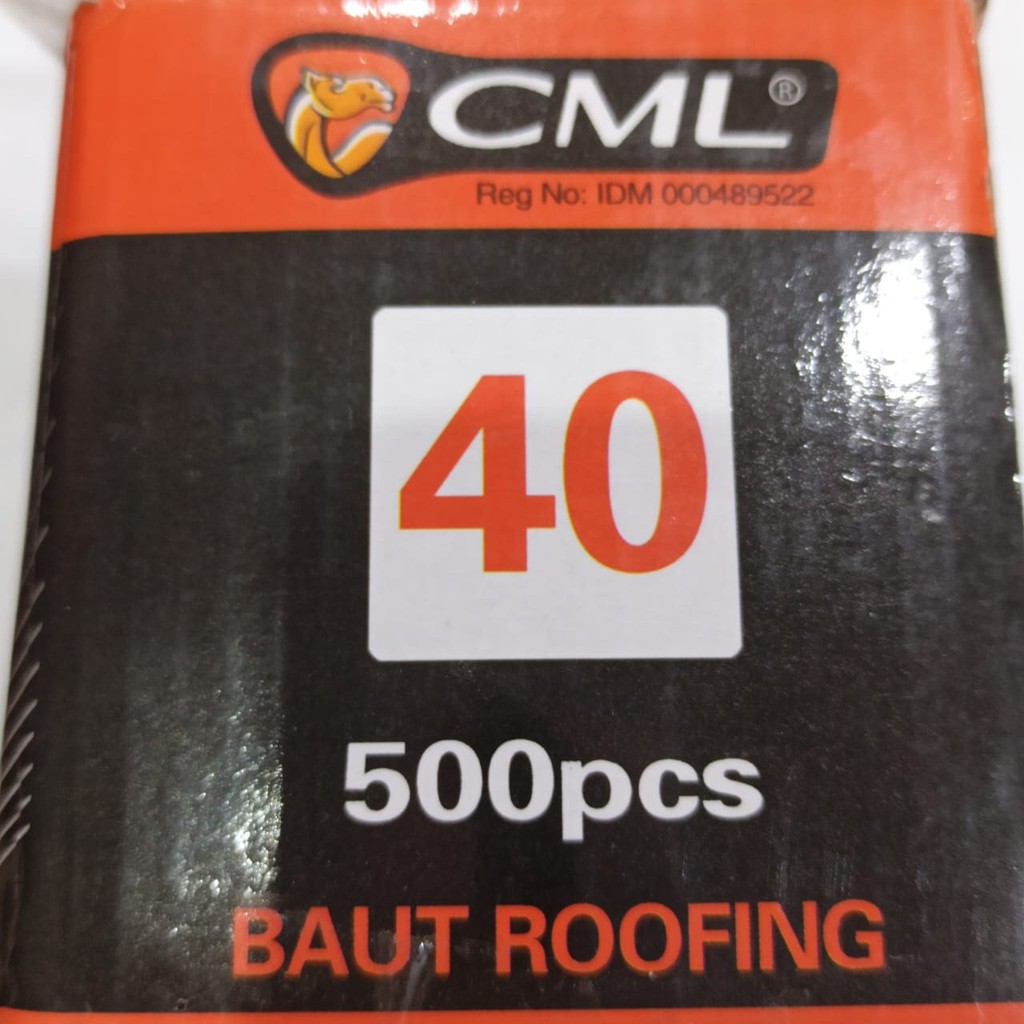 CML®
Reg No: IDM 000489522
40
500pcs
BAUT ROOFING